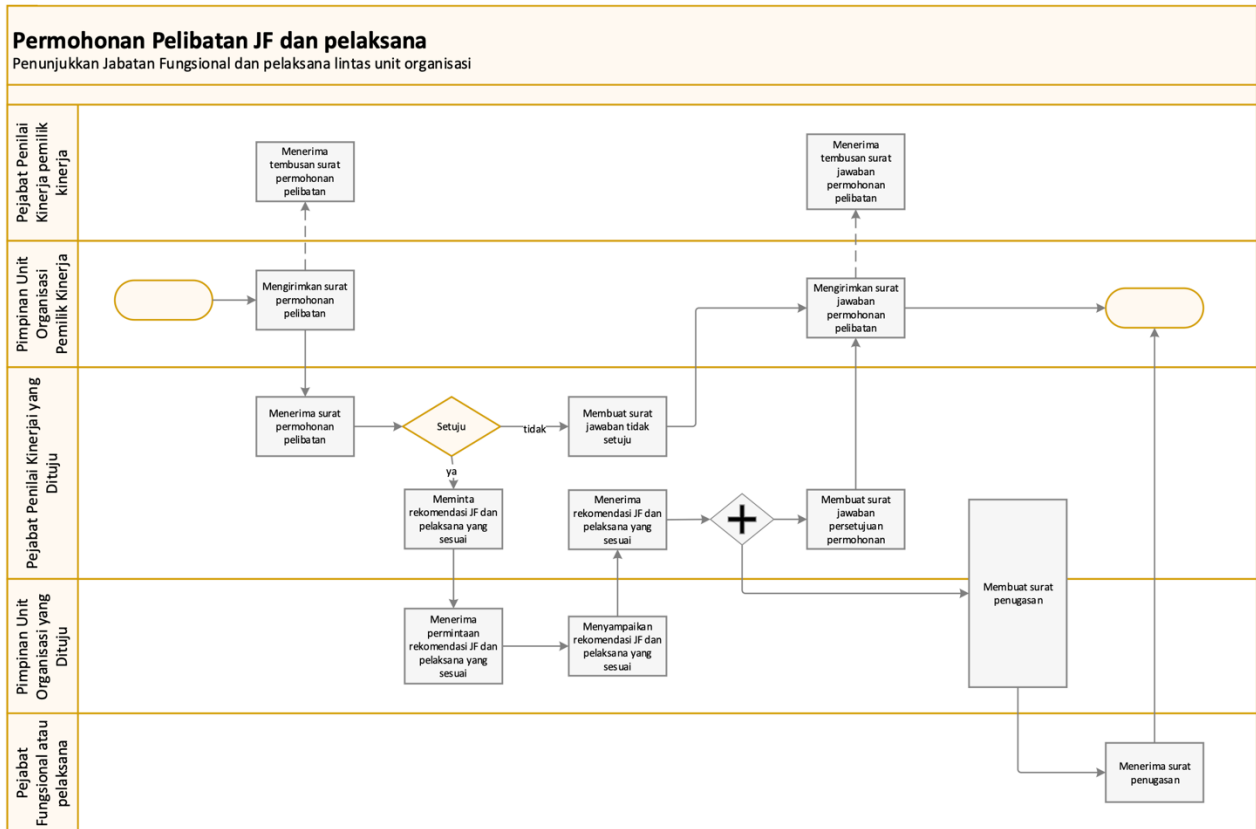 Permohonan Pelibatan JF dan pelaksana
Penunjukkan Jabatan Fungsional dan pelaksana lintas unit organisasi
Pejabat Penilai
Kinerja pemilik
kinerja
Menerima
tembusan surat
permohonan
pelibatan
Menerima
tembusan surat
jawaban
permohonan
pelibatan
Pimpinan Unit
Organisasi
Pemilik Kinerja
Mengirimkan surat
permohonan
pelibatan
Mengirimkan surat
jawaban
permohonan
pelibatan
Pejabat Penilai Kinerjai yang
Dituju
Menerima surat
permohonan
pelibatan
Setuju
tidak
Membuat surat
jawaban tidak
setuju
ya
Meminta
rekomendasi JF dan
pelaksana yang
sesuai
Menerima
rekomendasi JF dan
pelaksana yang
sesuai
Membuat surat
jawaban
persetujuan
permohonan
Membuat surat
penugasan
Pimpinan Unit
Organisasi yang
Dituju
Menerima
permintaan
rekomendasi JF dan
pelaksana yang
sesuai
Menyampaikan
rekomendasi JF dan
pelaksana yang
sesuai
Pejabat
Fungsional atau
pelaksana
Menerima surat
penugasan